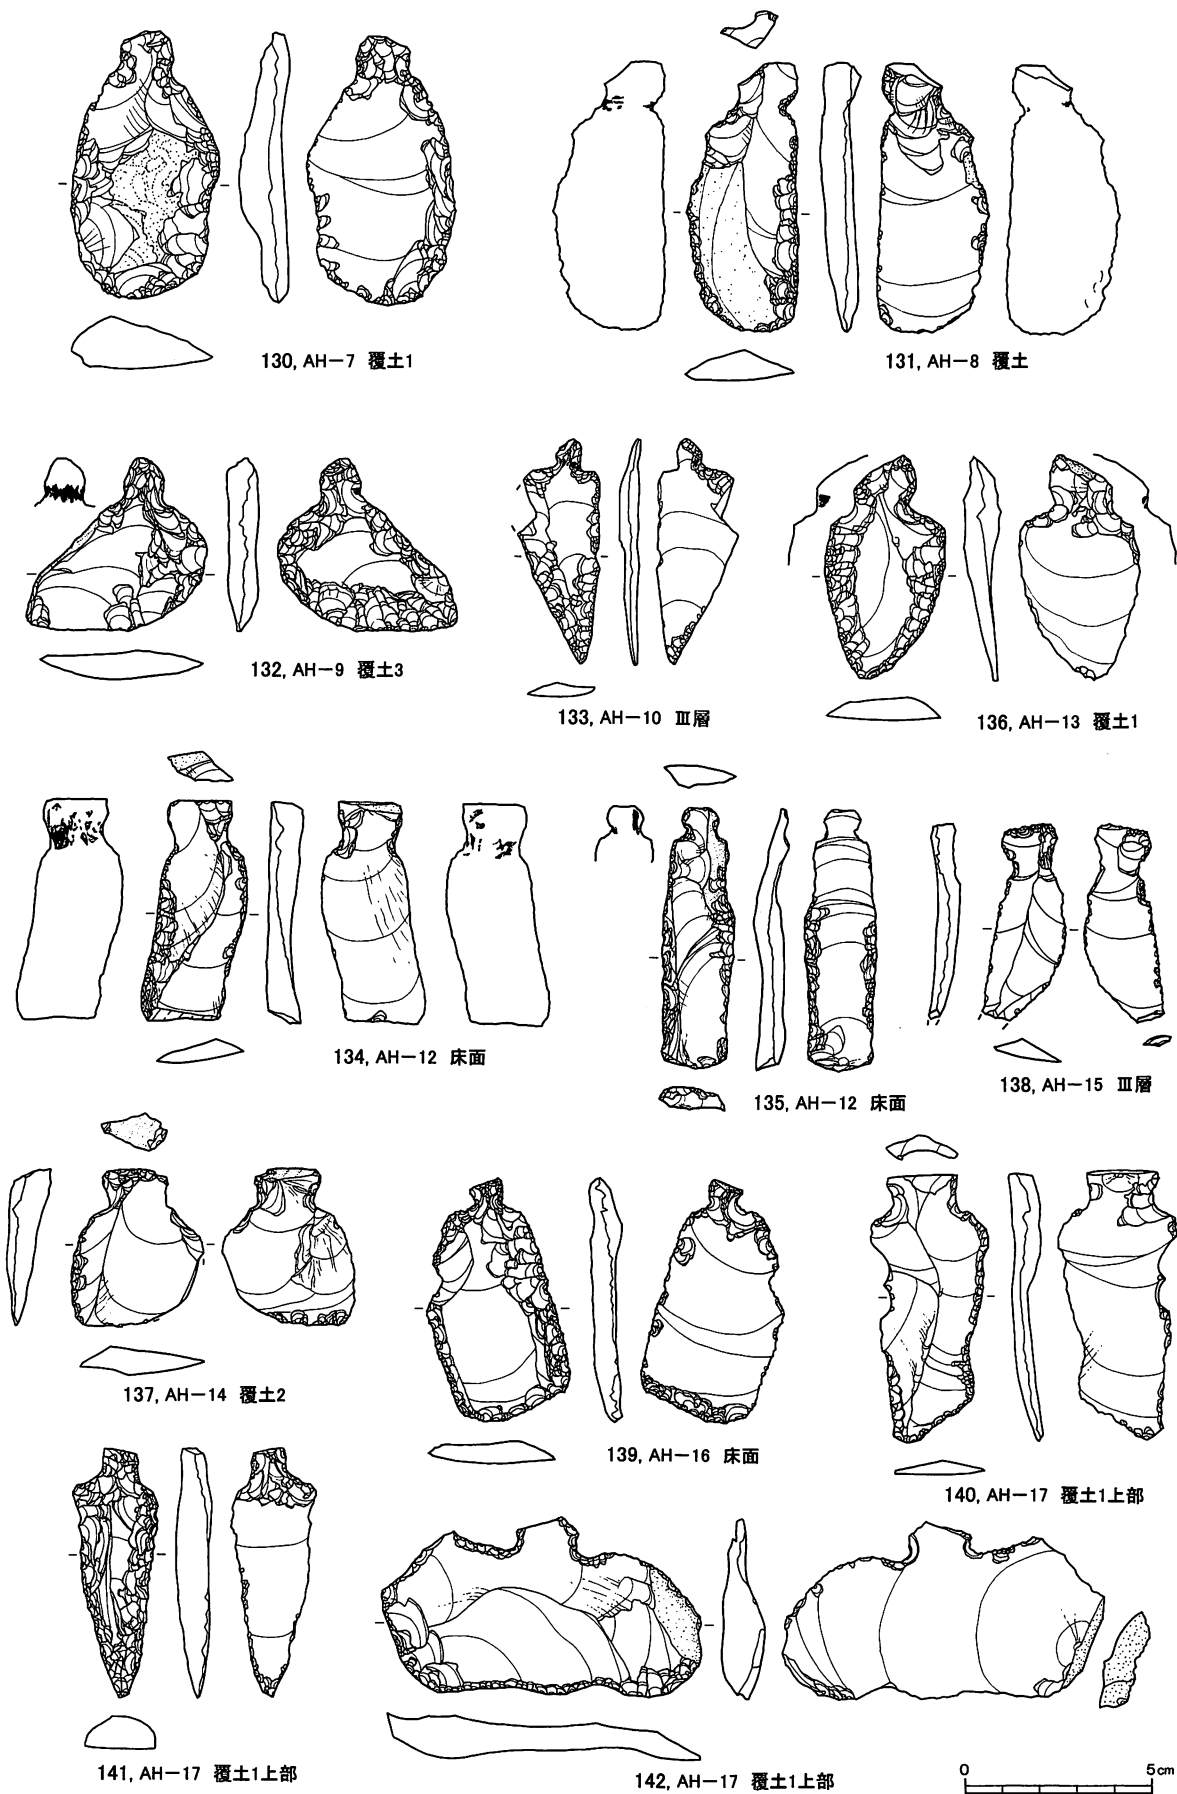 130, AH－7 覆土1
131, AH－8 覆土
132, AH－9 覆土3
133, AH－10 Ⅲ層
136, AH－13 覆土1
134, AH－12 床面
135, AH－12 床面
138, AH－15 Ⅲ層
137, AH－14 覆土2
139, AH－16 床面
140, AH－17 覆土1上部
141, AH－17 覆土1上部
142, AH－17 覆土1上部
0 5cm